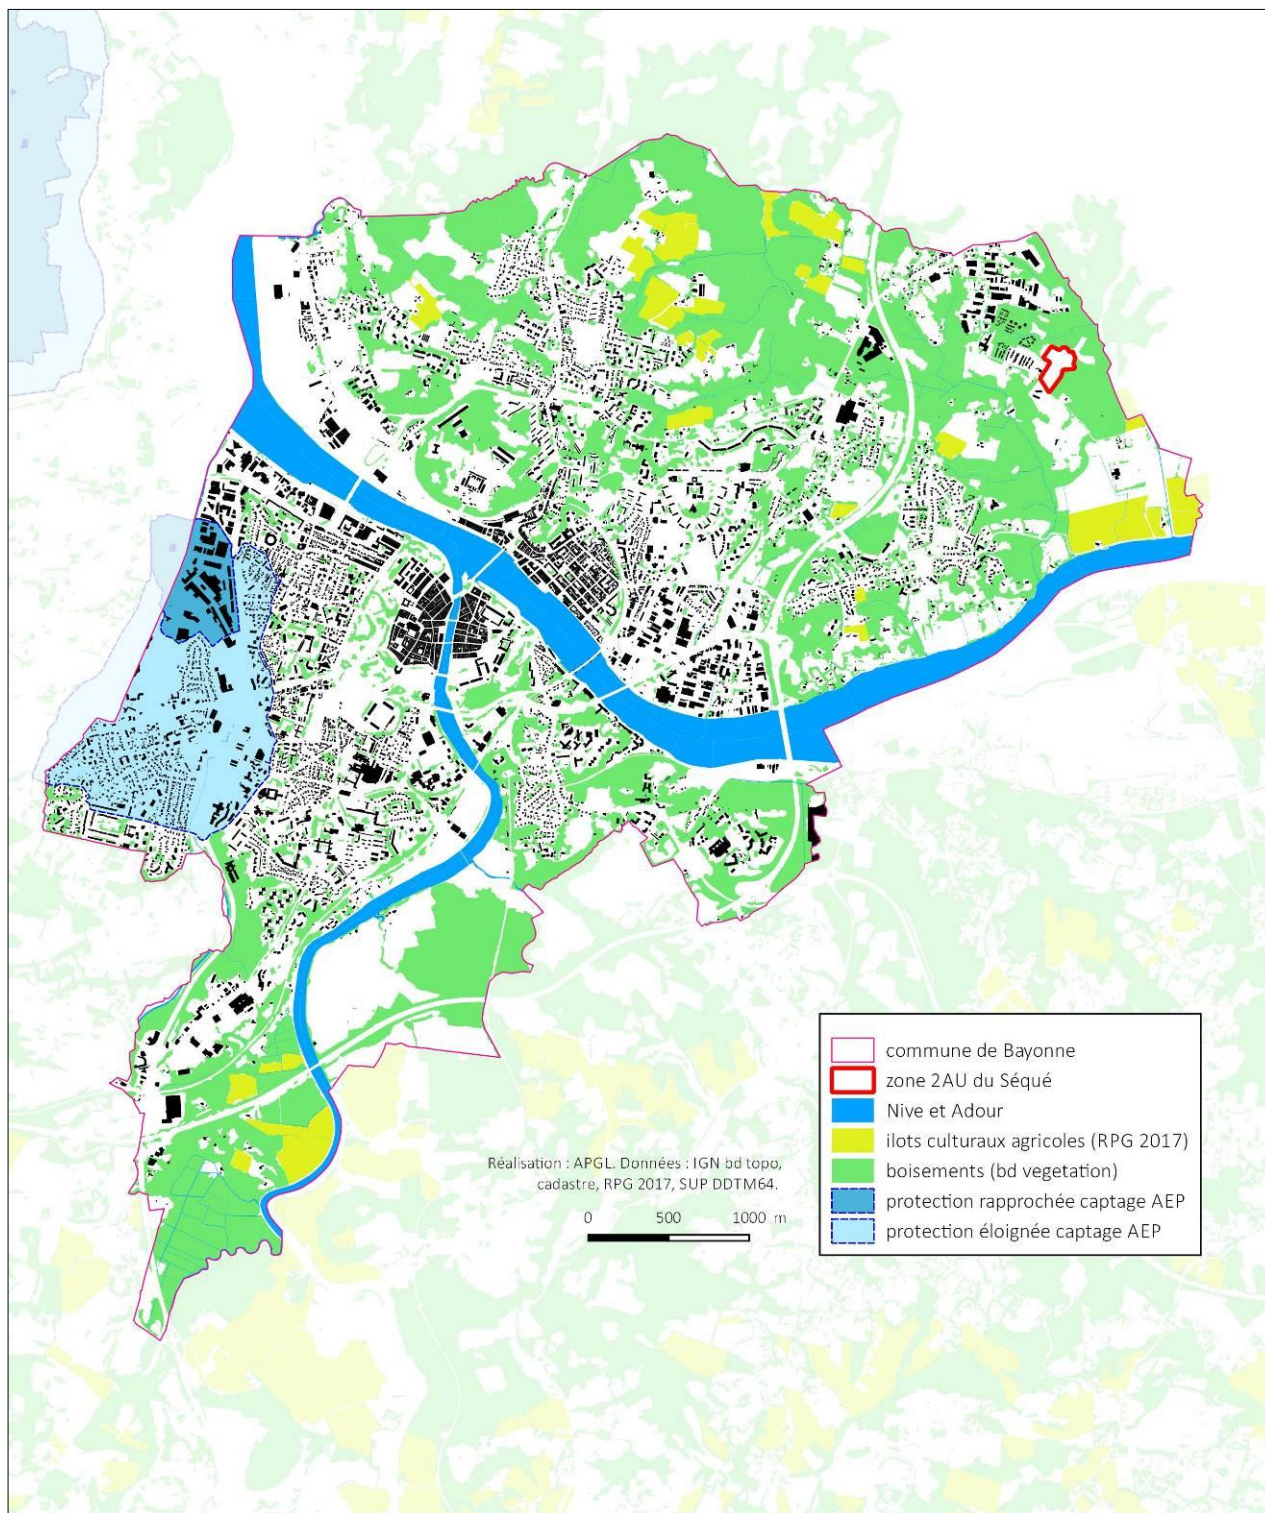 commune de Bayonne
zone 2AU du Séqué
Nive et Adour
ilots culturaux agricoles (RPG 2017)
boisements (bd vegetation)
protection rapprochée captage AEP
protection éloignée captage AEP
Réalisation : APGL. Données : IGN bd topo,
cadastre, RPG 2017, SUP DDTM64.
0 500 1000 m